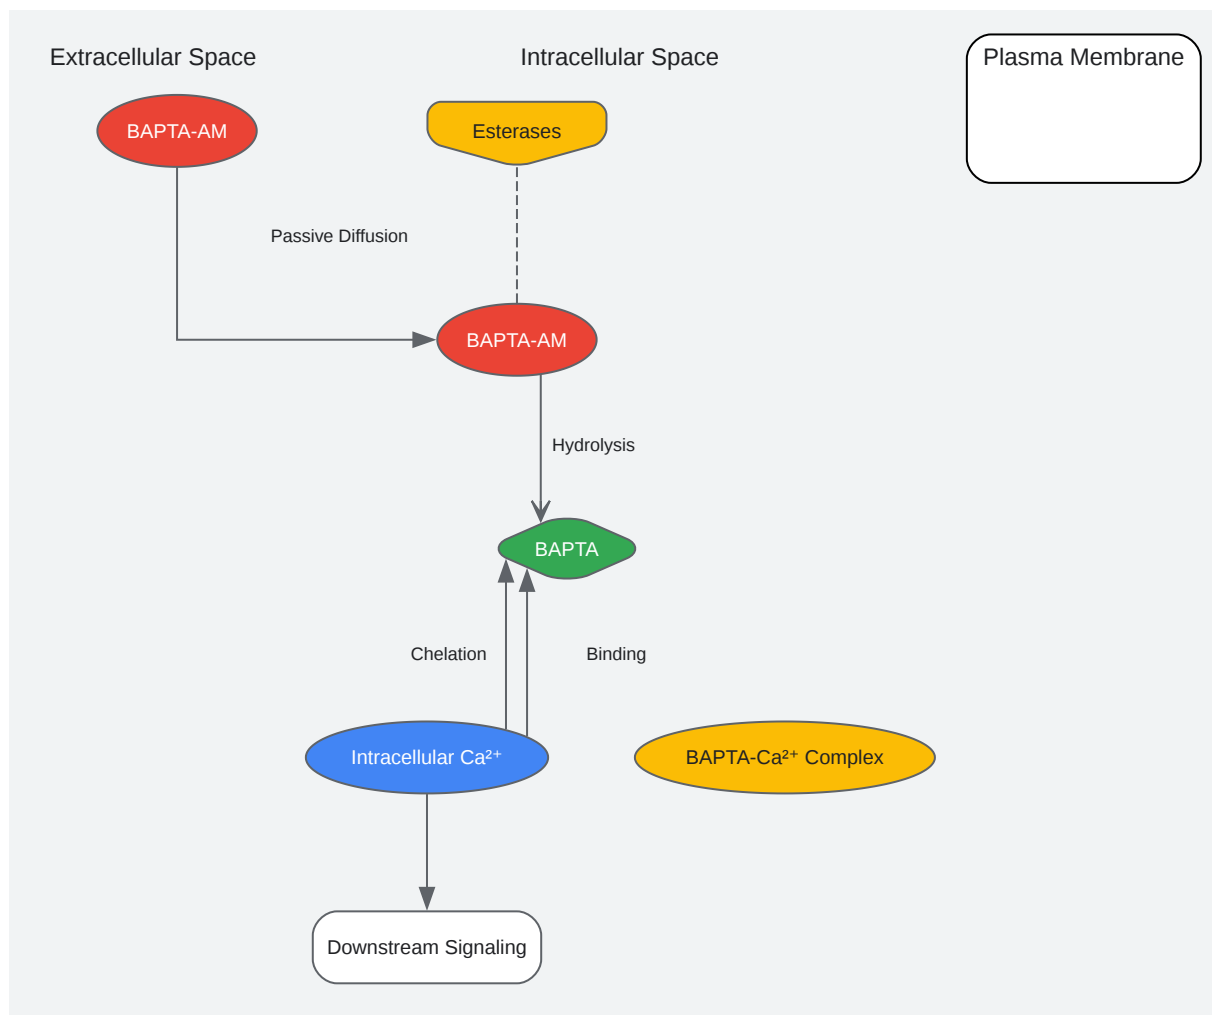 Extracellular Space
Intracellular Space
Plasma Membrane
BAPTA-AM
Esterases
Passive Diffusion
BAPTA-AM
Hydrolysis
BAPTA
Chelation
Binding
Intracellular Ca²⁺
BAPTA-Ca²⁺ Complex
Downstream Signaling